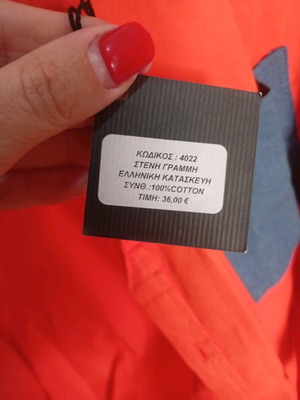 ΚΩΔΙΚΟΣ : 4022
ΣΤΕΝΗ ΓΡΑΜΜΗ
ΕΛΛΗΝΙΚΗ ΚΑΤΑΣΚΕΥΗ
ΣΥΝΘ.:100%COTTON
ΤΙΜΗ: 36,00 €